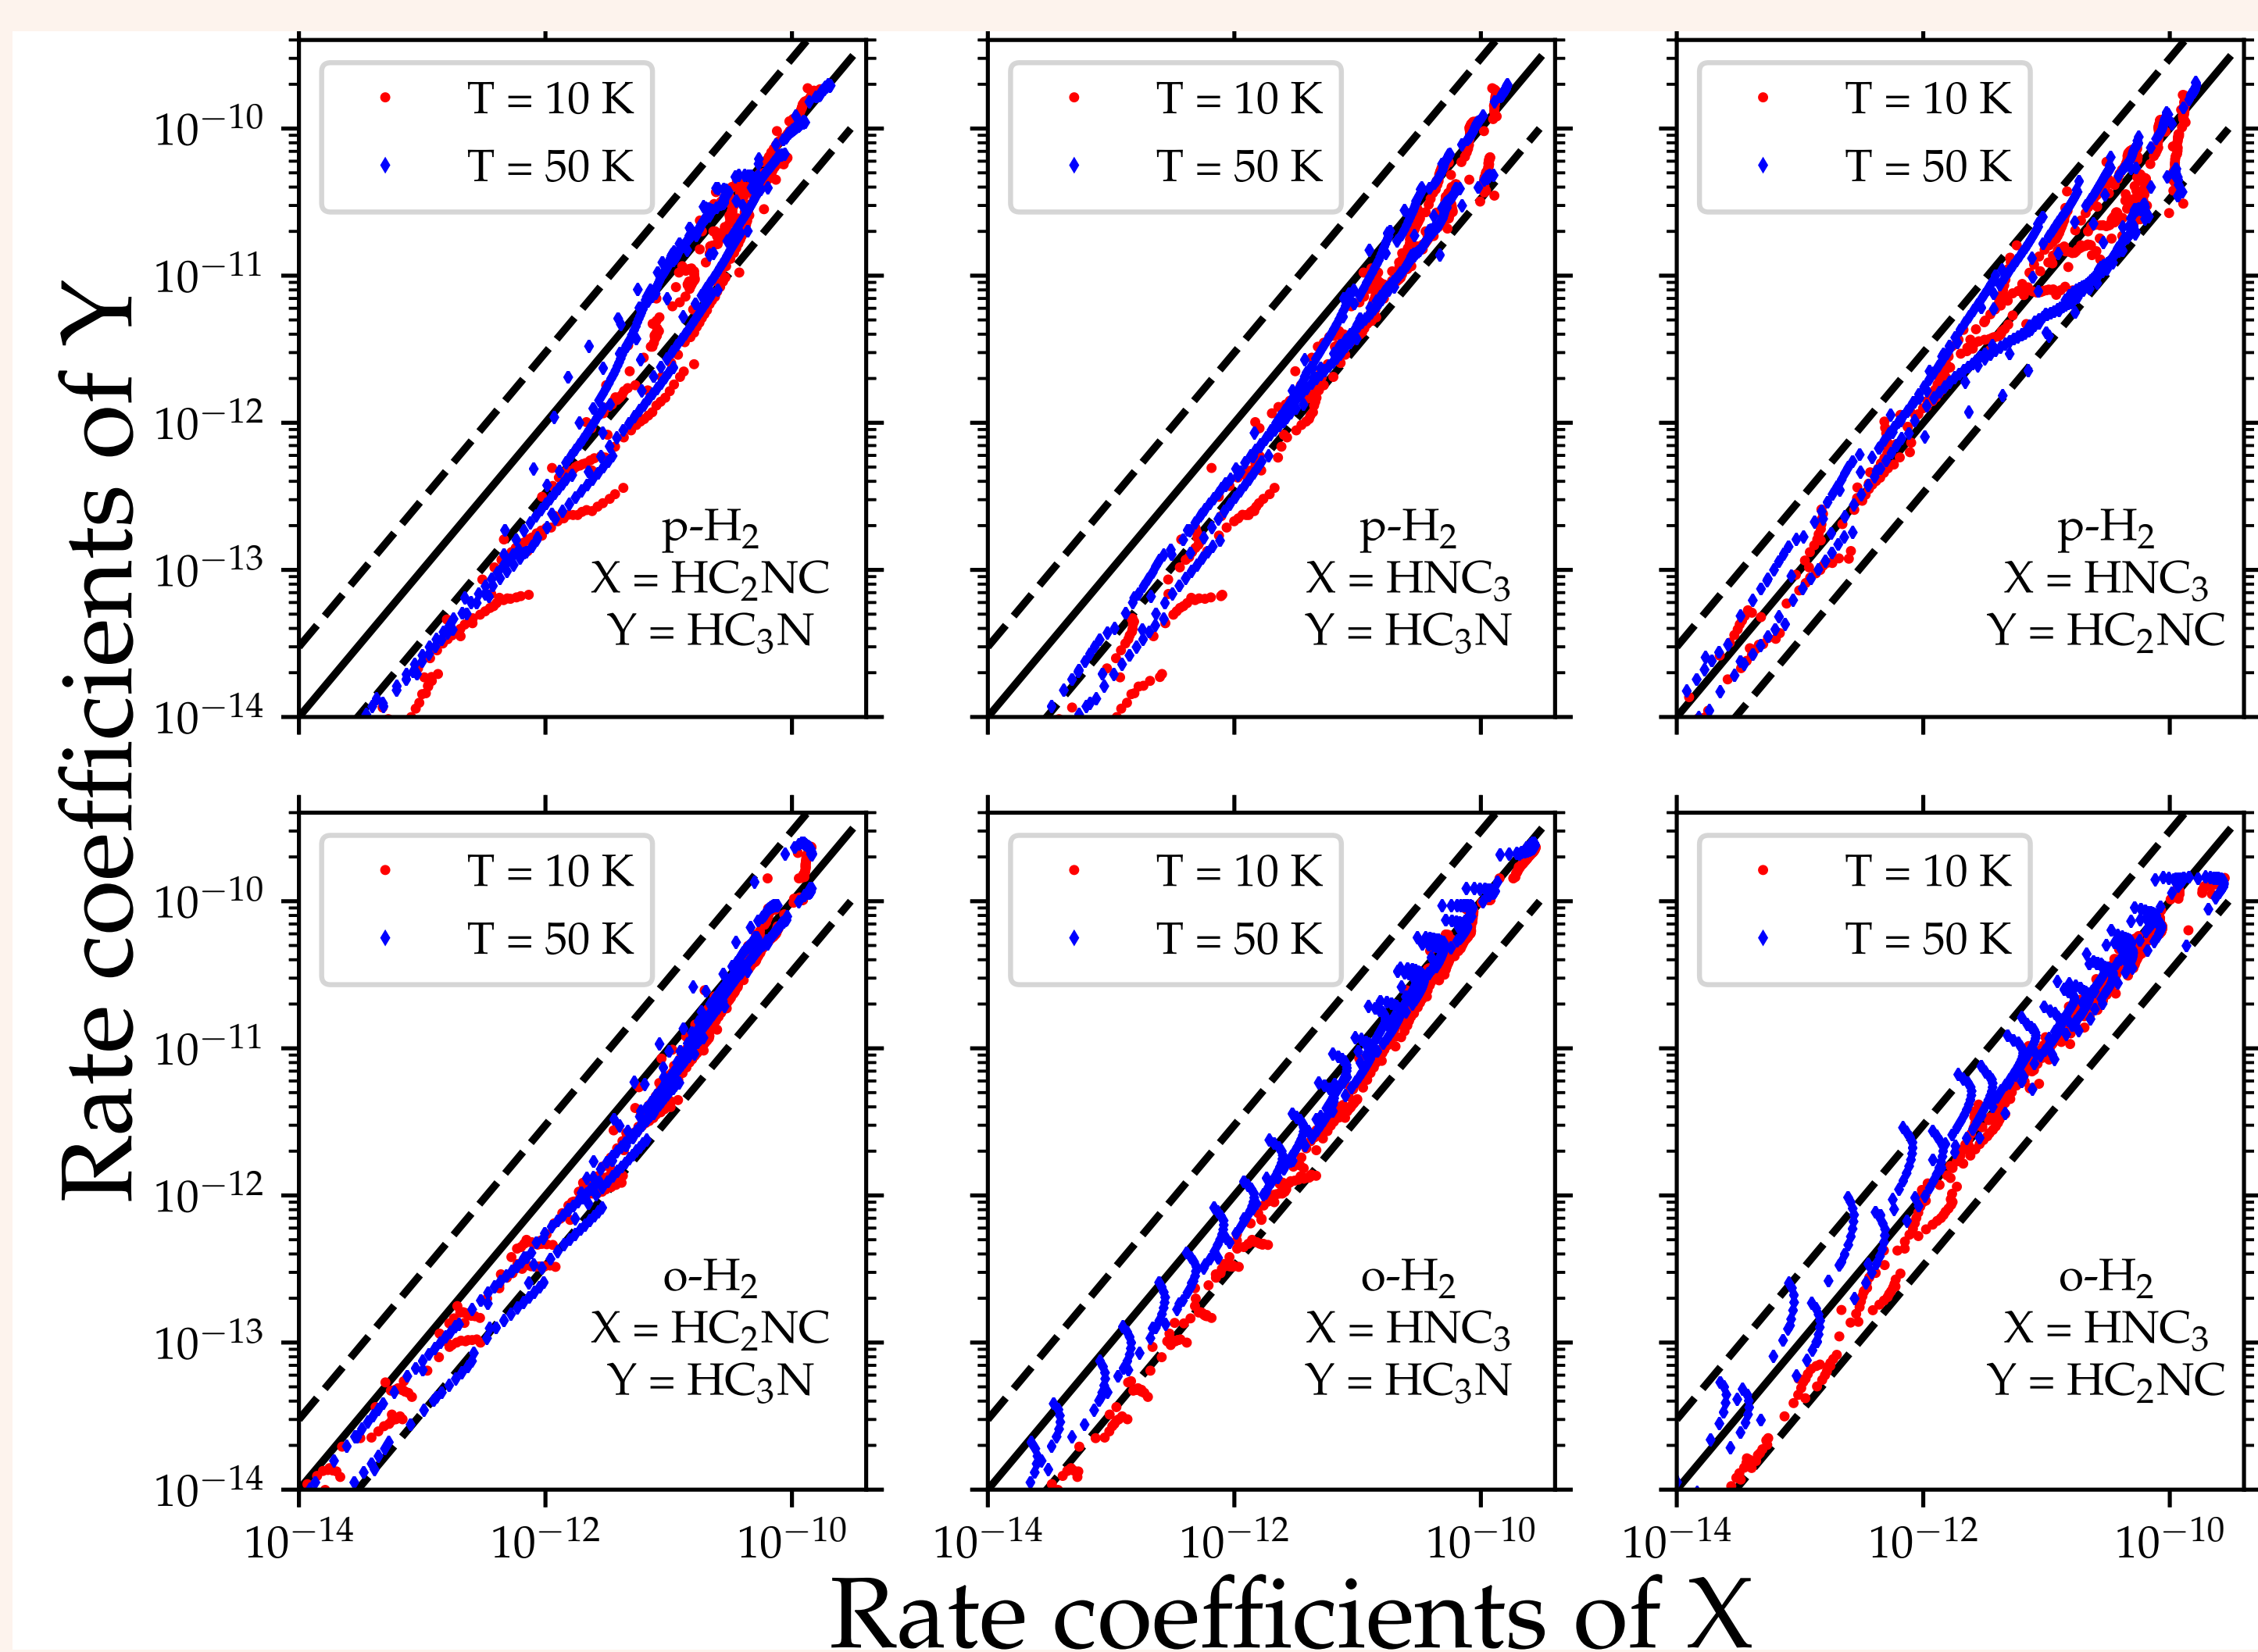 Rate coefficients of Y
T = 10 K
T = 50 K
p-H₂
X = HC₂NC
Y = HC₃N
10⁻¹⁰
10⁻¹¹
10⁻¹²
10⁻¹³
10⁻¹⁴
T = 10 K
T = 50 K
p-H₂
X = HNC₃
Y = HC₃N
T = 10 K
T = 50 K
p-H₂
X = HNC₃
Y = HC₂NC
T = 10 K
T = 50 K
o-H₂
X = HC₂NC
Y = HC₃N
10⁻¹⁰
10⁻¹¹
10⁻¹²
10⁻¹³
10⁻¹⁴
10⁻¹⁴ 10⁻¹² 10⁻¹⁰
T = 10 K
T = 50 K
o-H₂
X = HNC₃
Y = HC₃N
10⁻¹⁴ 10⁻¹² 10⁻¹⁰
T = 10 K
T = 50 K
o-H₂
X = HNC₃
Y = HC₂NC
10⁻¹⁴ 10⁻¹² 10⁻¹⁰
Rate coefficients of X